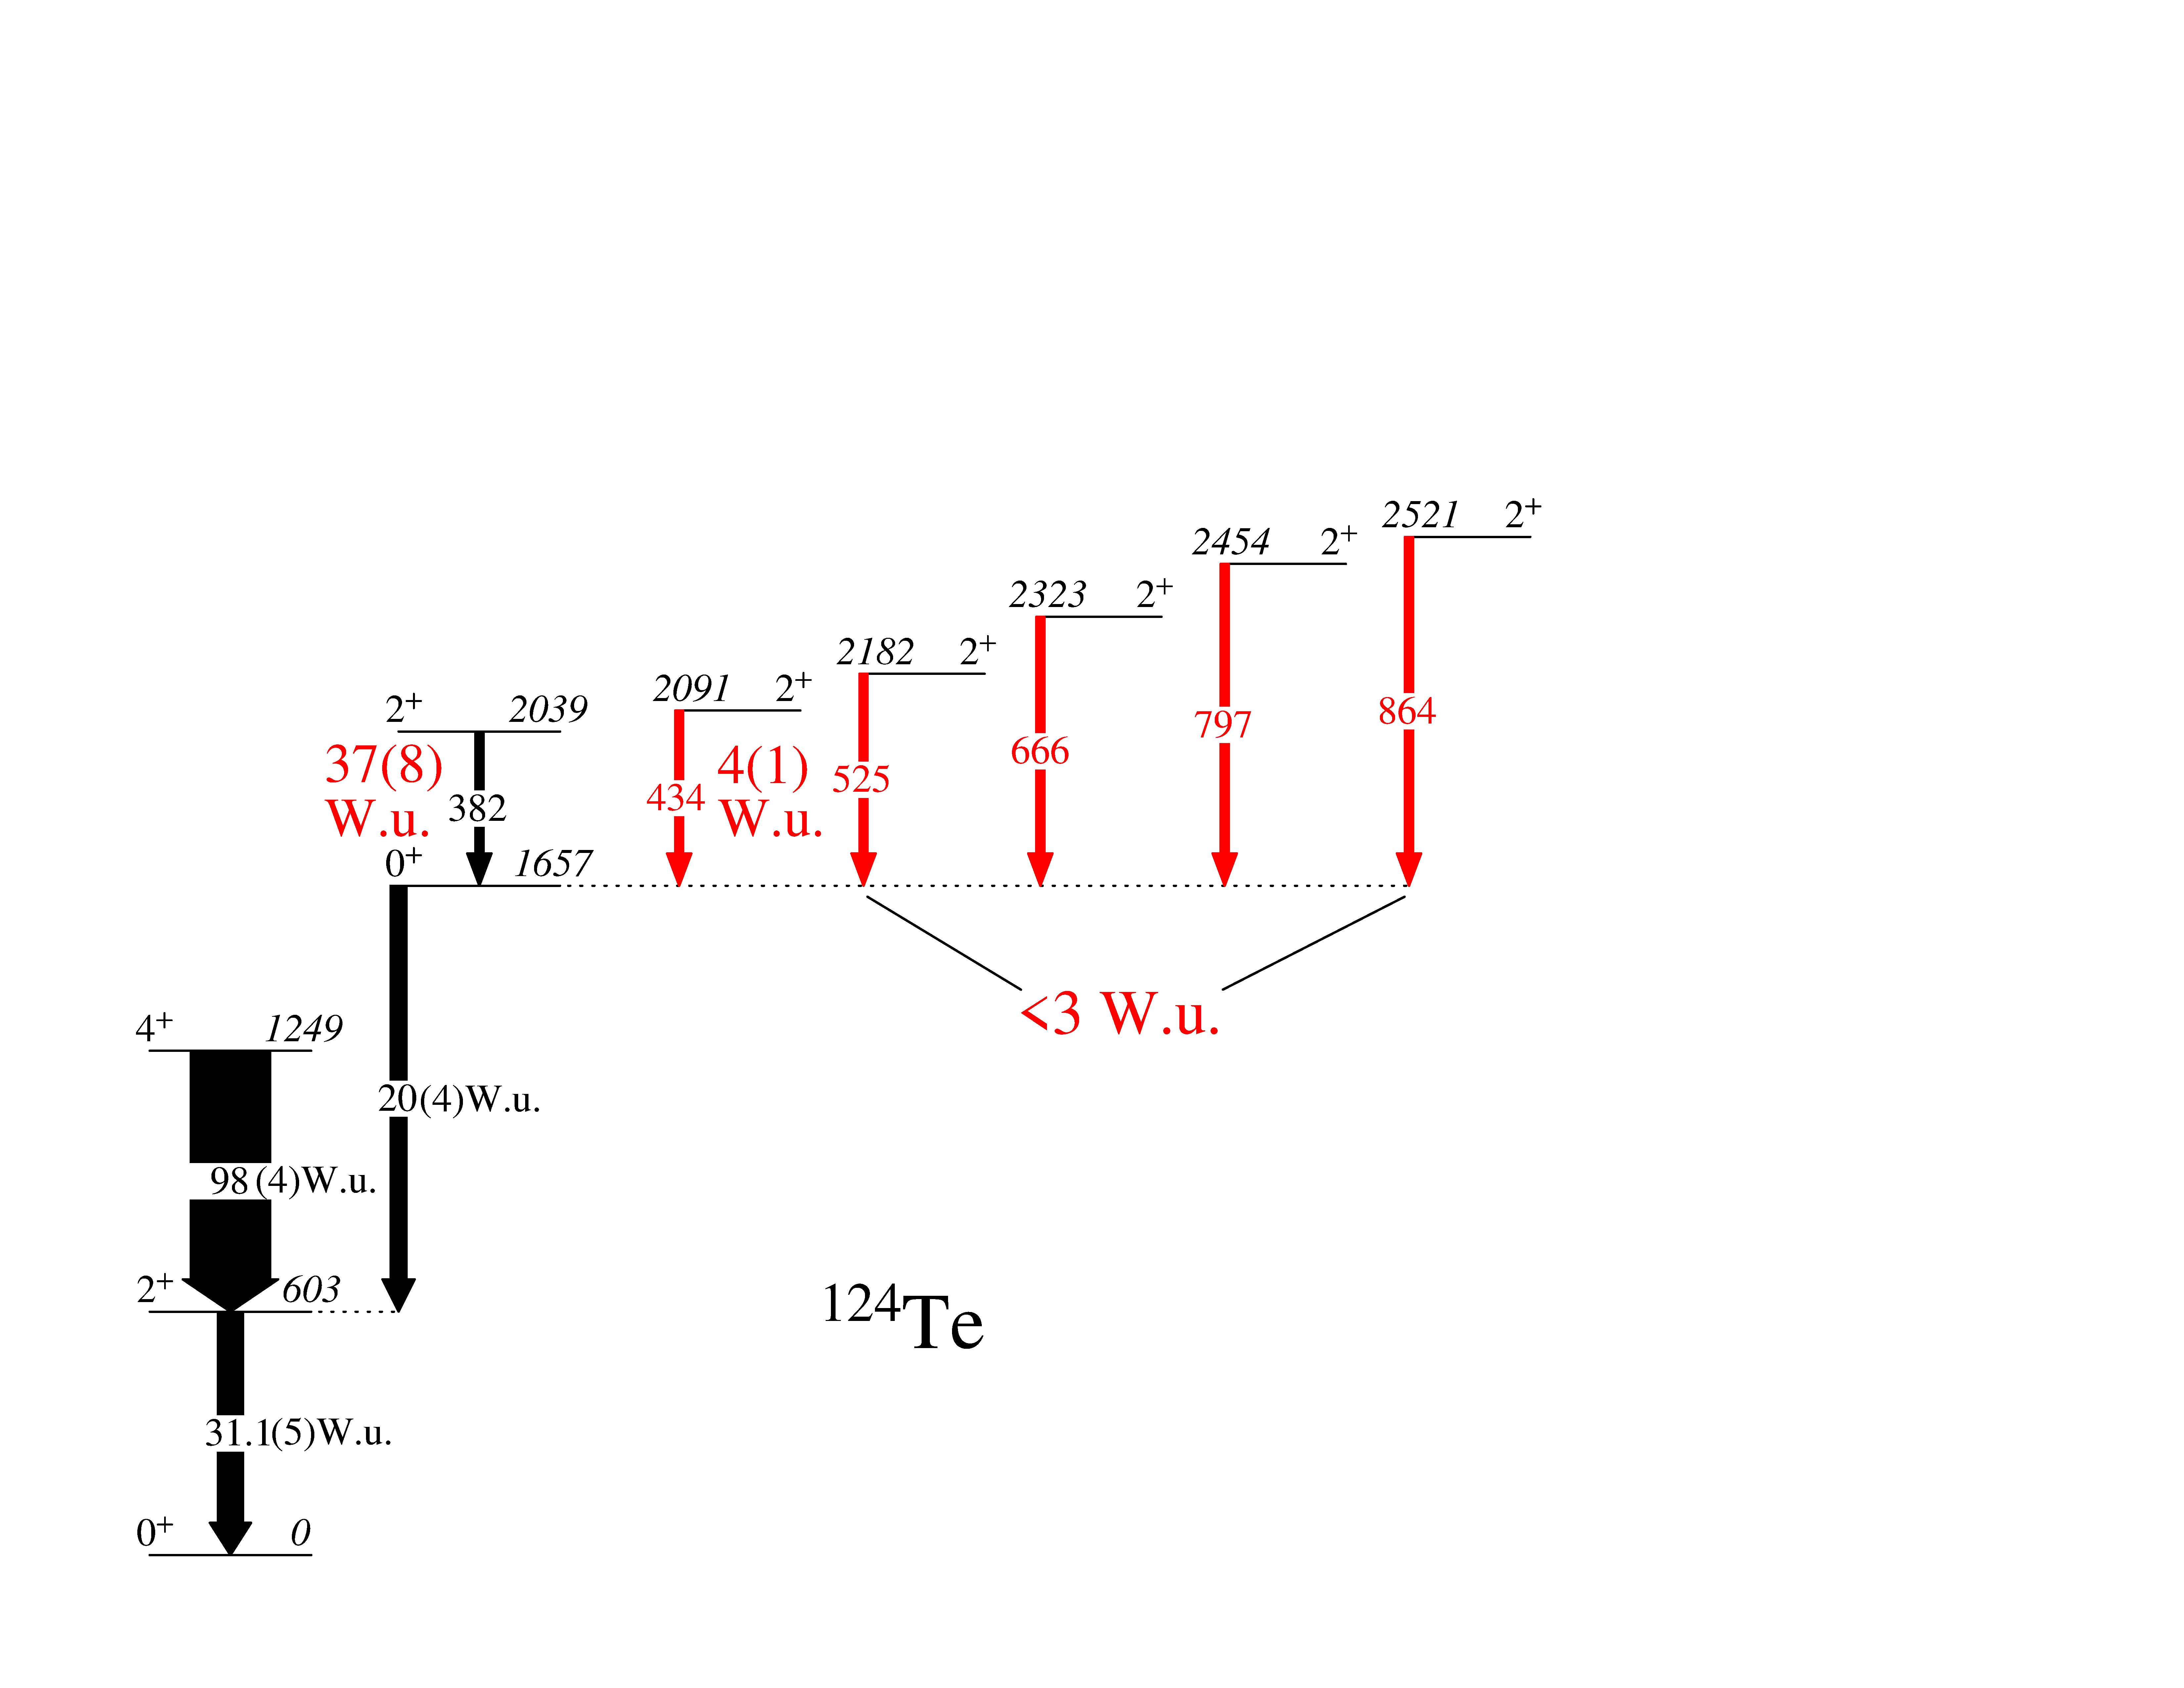 2521 2⁺
2454 2⁺
2323 2⁺
2182 2⁺
2091 2⁺
2⁺ 2039
37(8)
W.u.
382
434
4(1)
W.u.
525
666
797
864
0⁺ 1657
<3 W.u.
4⁺ 1249
20(4)W.u.
98(4)W.u.
2⁺ 603
¹²⁴Te
31.1(5)W.u.
0⁺ 0